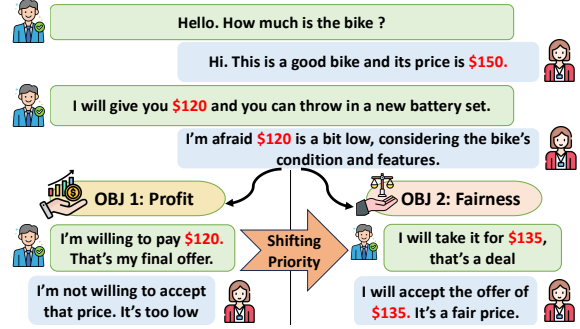 Hello. How much is the bike ?
Hi. This is a good bike and its price is $150.
I will give you $120 and you can throw in a new battery set.
I'm afraid $120 is a bit low, considering the bike's
condition and features.
OBJ 1: Profit
OBJ 2: Fairness
I'm willing to pay $120.
That's my final offer.
Shifting
Priority
I will take it for $135,
that's a deal
I'm not willing to accept
that price. It's too low
I will accept the offer of
$135. It's a fair price.